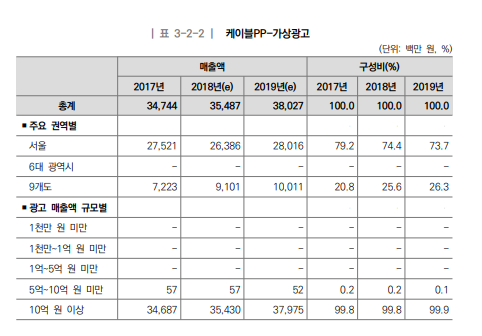 | 표 3-2-2 | 케이블PP-가상광고
(단위: 백만 원, %)
매출액 구성비(%)
2017년 2018년(e) 2019년(e) 2017년 2018년 2019년
총계 34,744 35,487 38,027 100.0 100.0 100.0
■ 주요 권역별
서울 27,521 26,386 28,016 79.2 74.4 73.7
6대 광역시 - - - - - -
9개도 7,223 9,101 10,011 20.8 25.6 26.3
■ 광고 매출액 규모별
1천만 원 미만 - - - - - -
1천만~1억 원 미만 - - - - - -
1억~5억 원 미만 - - - - - -
5억~10억 원 미만 57 57 52 0.2 0.2 0.1
10억 원 이상 34,687 35,430 37,975 99.8 99.8 99.9